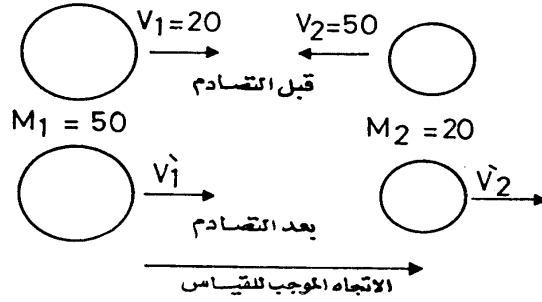 V1=20 V2=50
قبل التصادم
M1 = 50 M2 = 20
V̀1 V̀2
بعد التصادم
الاتجاه الموجب للقياس